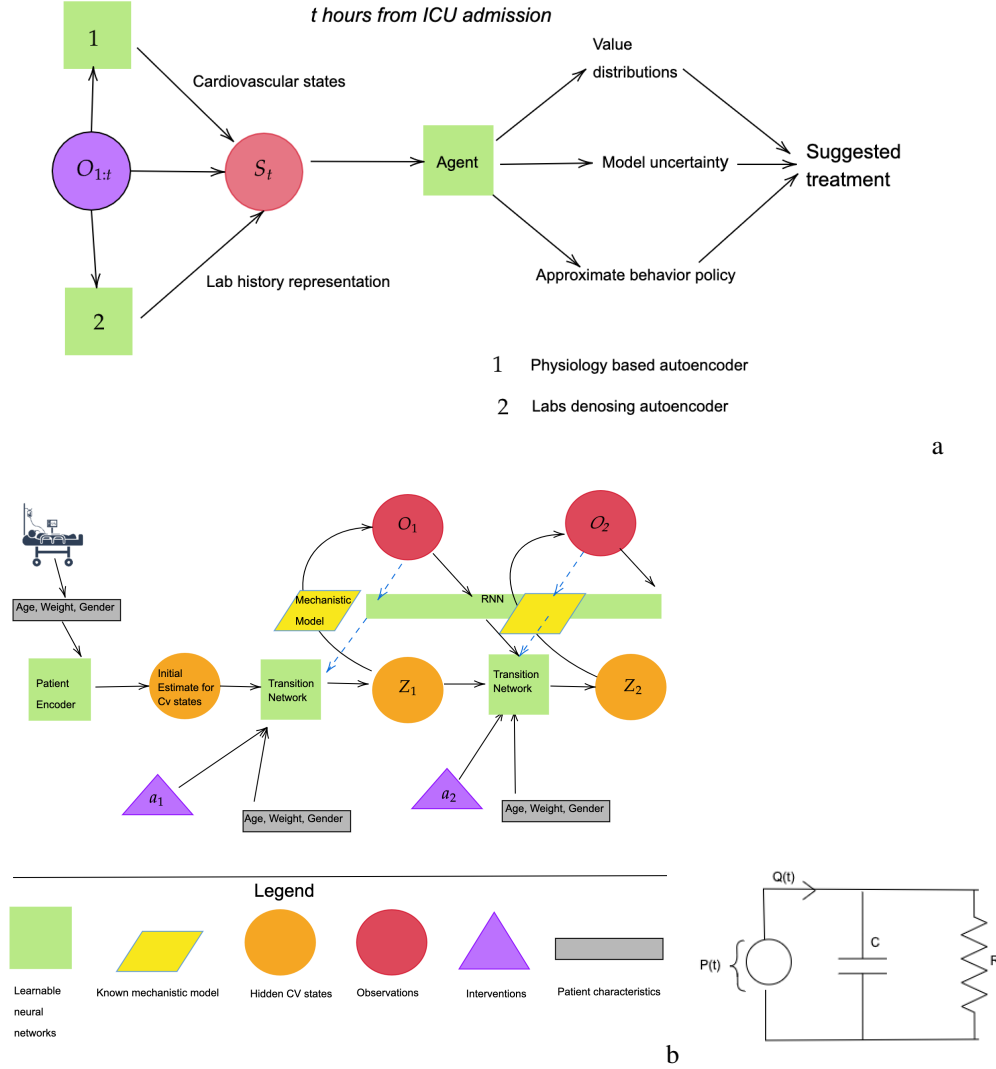 t hours from ICU admission
1
Cardiovascular states
O1:t
St
Lab history representation
2
Agent
Value
distributions
Model uncertainty
Approximate behavior policy
Suggested
treatment
1 Physiology based autoencoder
2 Labs denosing autoencoder
a
O1
O2
Age, Weight, Gender
Mechanistic
Model
RNN
Patient
Encoder
Initial
Estimate for
Cv states
Transition
Network
Z1
Transition
Network
Z2
a1
Age, Weight, Gender
a2
Age, Weight, Gender
Legend
Learnable
neural
networks
Known mechanistic model
Hidden CV states
Observations
Interventions
Patient characteristics
Q(t)
P(t)
C
R
b